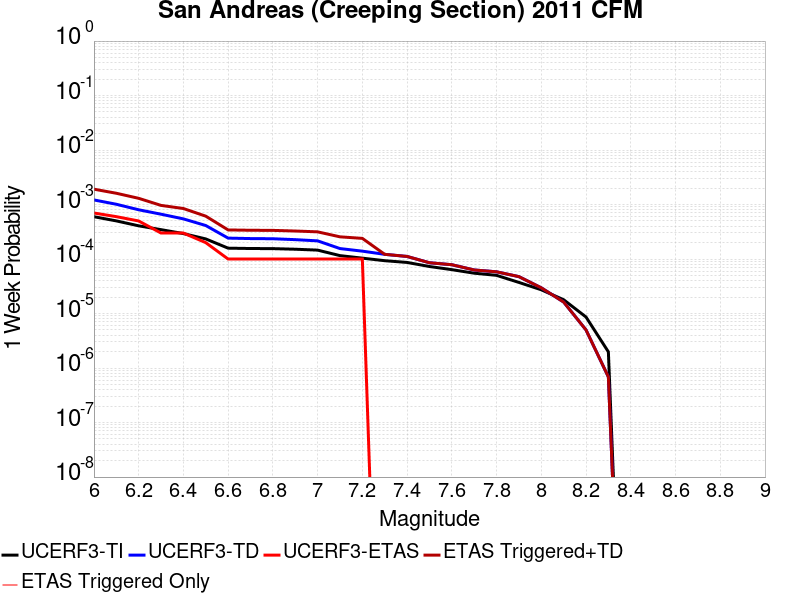 San Andreas (Creeping Section) 2011 CFM
1 Week Probability
10^0
10^-1
10^-2
10^-3
10^-4
10^-5
10^-6
10^-7
10^-8
6 6.2 6.4 6.6 6.8 7 7.2 7.4 7.6 7.8 8 8.2 8.4 8.6 8.8 9
Magnitude
UCERF3-TI UCERF3-TD UCERF3-ETAS ETAS Triggered+TD
ETAS Triggered Only